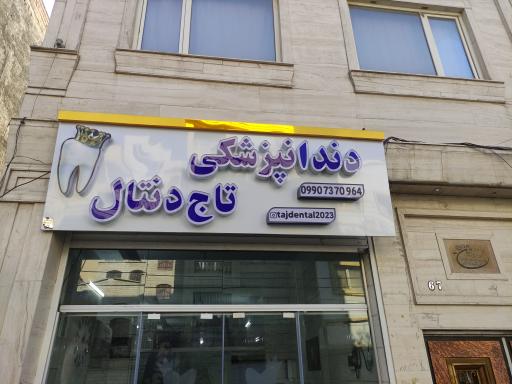 دندانپزشکی
تاج دنتال
09907370964
@tajdental2023
67